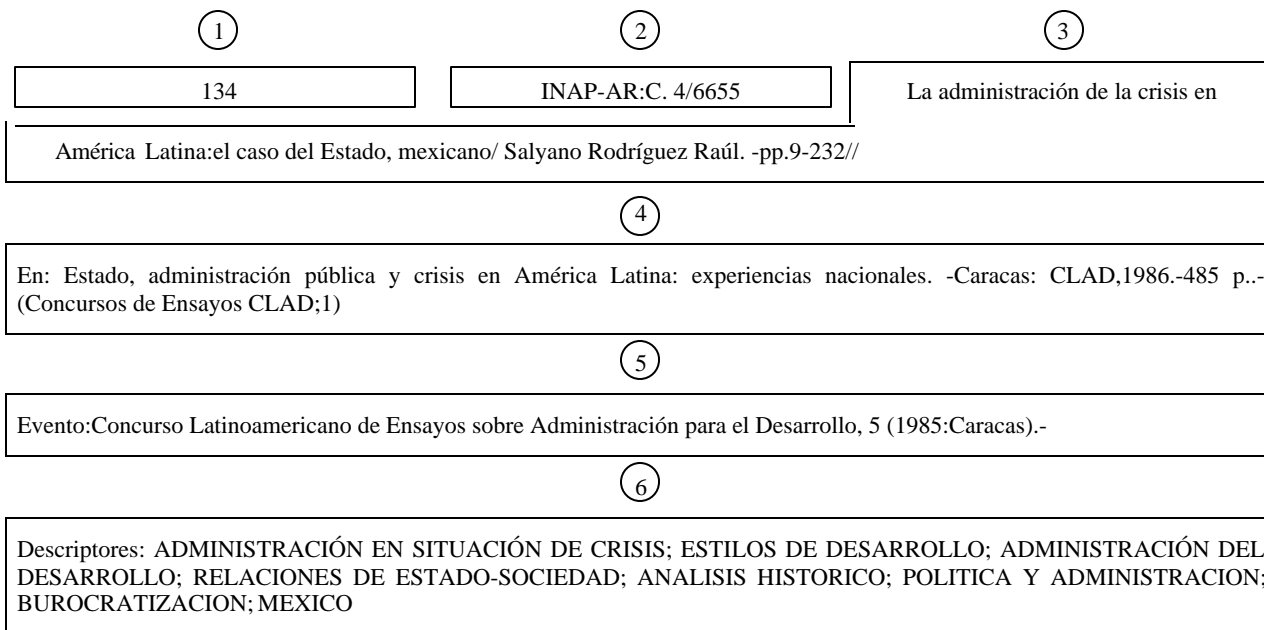 1 2 3
134 INAP-AR:C. 4/6655 La administración de la crisis en
América Latina:el caso del Estado, mexicano/ Salyano Rodríguez Raúl. -pp.9-232//
4
En: Estado, administración pública y crisis en América Latina: experiencias nacionales. -Caracas: CLAD,1986.-485 p..-
(Concursos de Ensayos CLAD;1)
5
Evento:Concurso Latinoamericano de Ensayos sobre Administración para el Desarrollo, 5 (1985:Caracas).-
6
Descriptores: ADMINISTRACIÓN EN SITUACIÓN DE CRISIS; ESTILOS DE DESARROLLO; ADMINISTRACIÓN DEL
DESARROLLO; RELACIONES DE ESTADO-SOCIEDAD; ANALISIS HISTORICO; POLITICA Y ADMINISTRACION;
BUROCRATIZACION; MEXICO